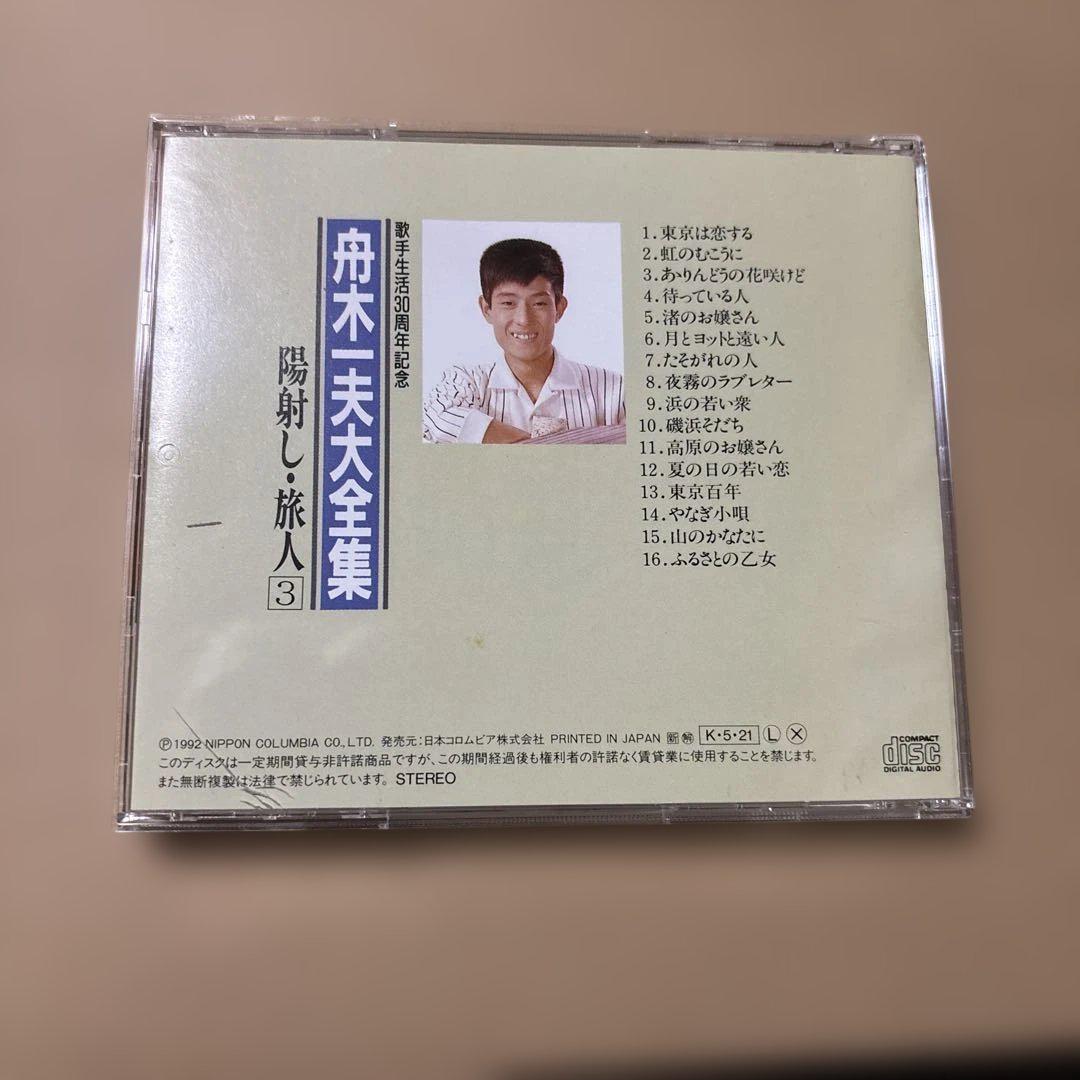 歌手生活30周年記念
舟木一夫大全集
陽射し・旅人 3
1.東京は恋する
2.虹のむこうに
3.あゝりんどうの花咲けど
4.待っている人
5.渚のお嬢さん
6.月とヨットと遠い人
7.たそがれの人
8.夜霧のラブレター
9.浜の若い衆
10.磯浜そだち
11.高原のお嬢さん
12.夏の日の若い恋
13.東京百年
14.やなぎ小唄
15.山のかなたに
16.ふるさとの乙女
Ⓟ1992 NIPPON COLUMBIA CO., LTD. 発売元:日本コロムビア株式会社 PRINTED IN JAPAN K・5・21 Ⓛ Ⓧ
このディスクは一定期間貸与非許諾商品ですが、この期間経過後も権利者の許諾なく賃貸業に使用することを禁じます。
また無断複製は法律で禁じられています。 STEREO
COMPACT
disc
DIGITAL AUDIO